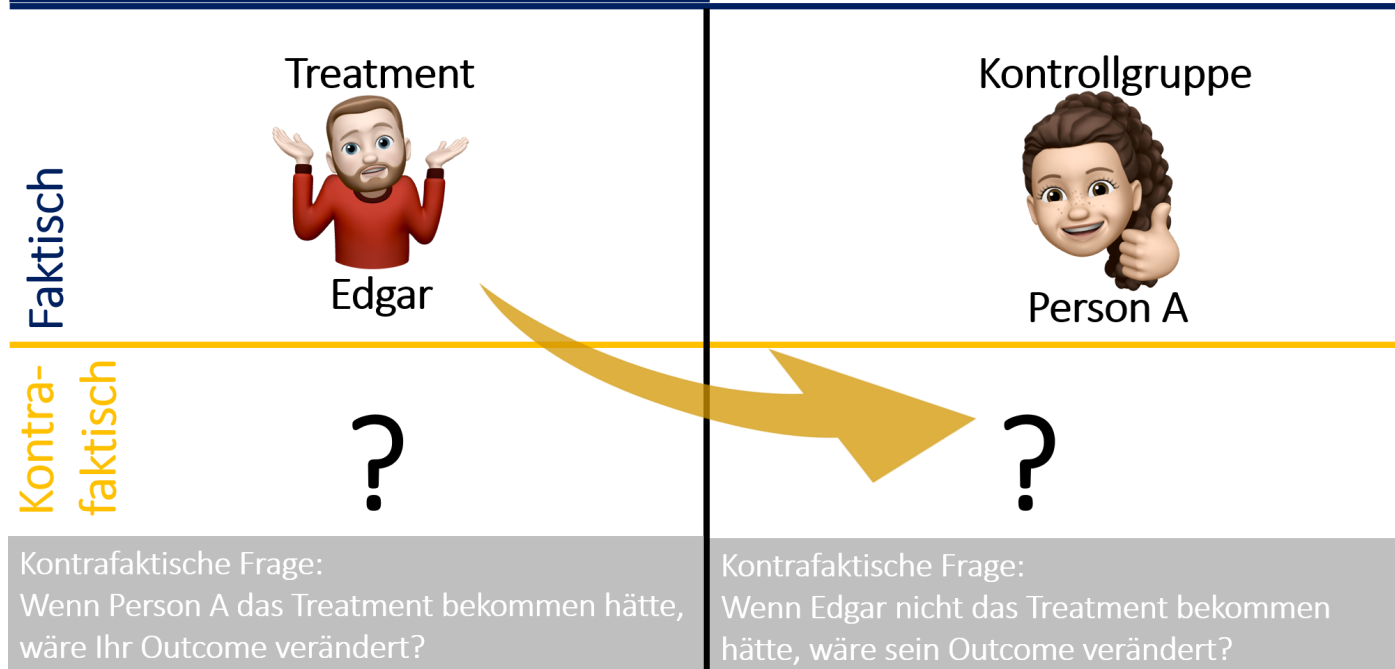 Treatment
Kontrollgruppe
Faktisch
Edgar
Person A
Kontra-
faktisch
?
?
Kontrafaktische Frage:
Wenn Person A das Treatment bekommen hätte,
wäre Ihr Outcome verändert?
Kontrafaktische Frage:
Wenn Edgar nicht das Treatment bekommen
hätte, wäre sein Outcome verändert?